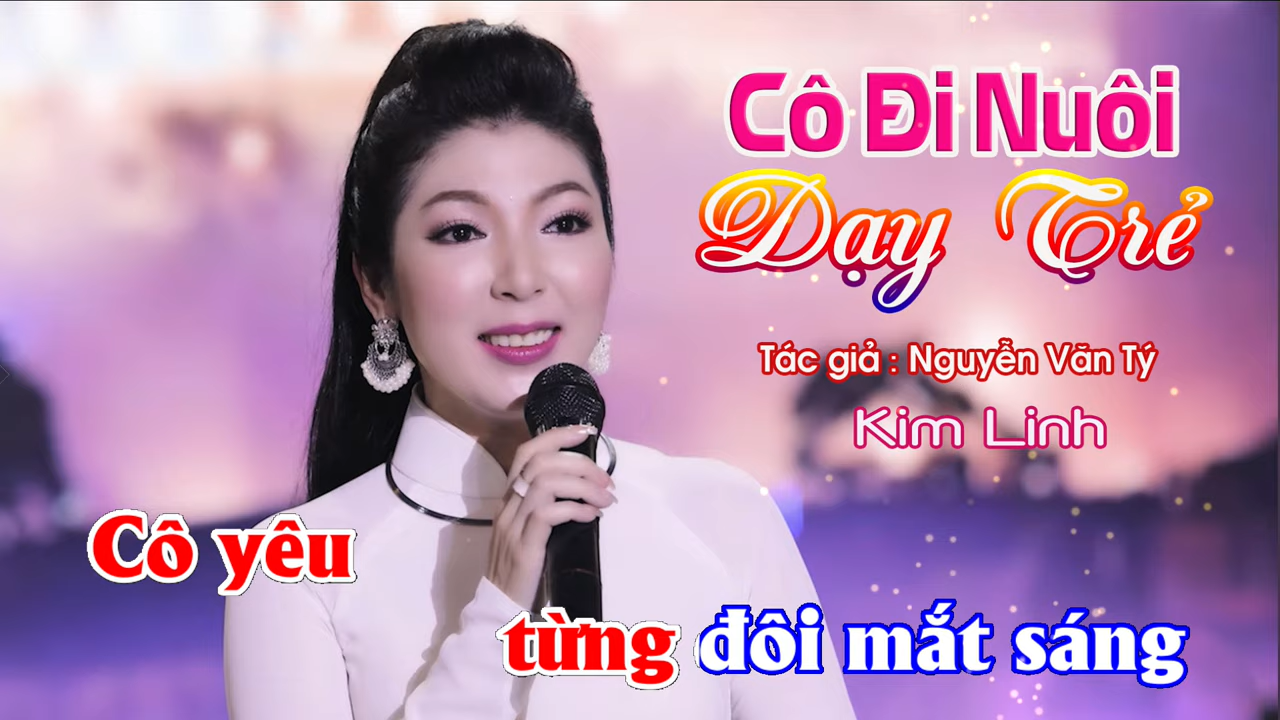 Cô Đi Nuôi
Dạy Trẻ
Tác giả : Nguyễn Văn Tý
Kim Linh
Cô yêu
từng đôi mắt sáng